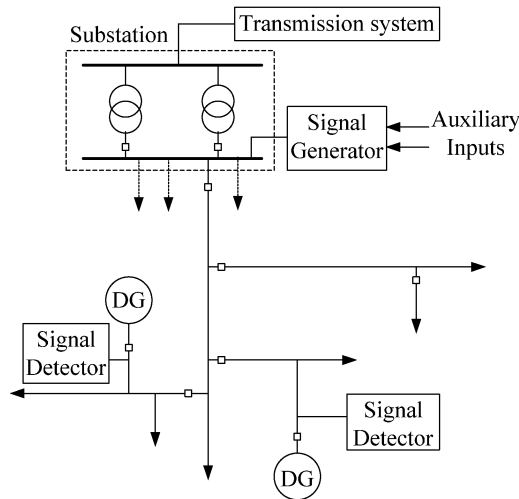 Substation
Transmission system
Signal
Generator
Auxiliary
Inputs
DG
Signal
Detector
Signal
Detector
DG